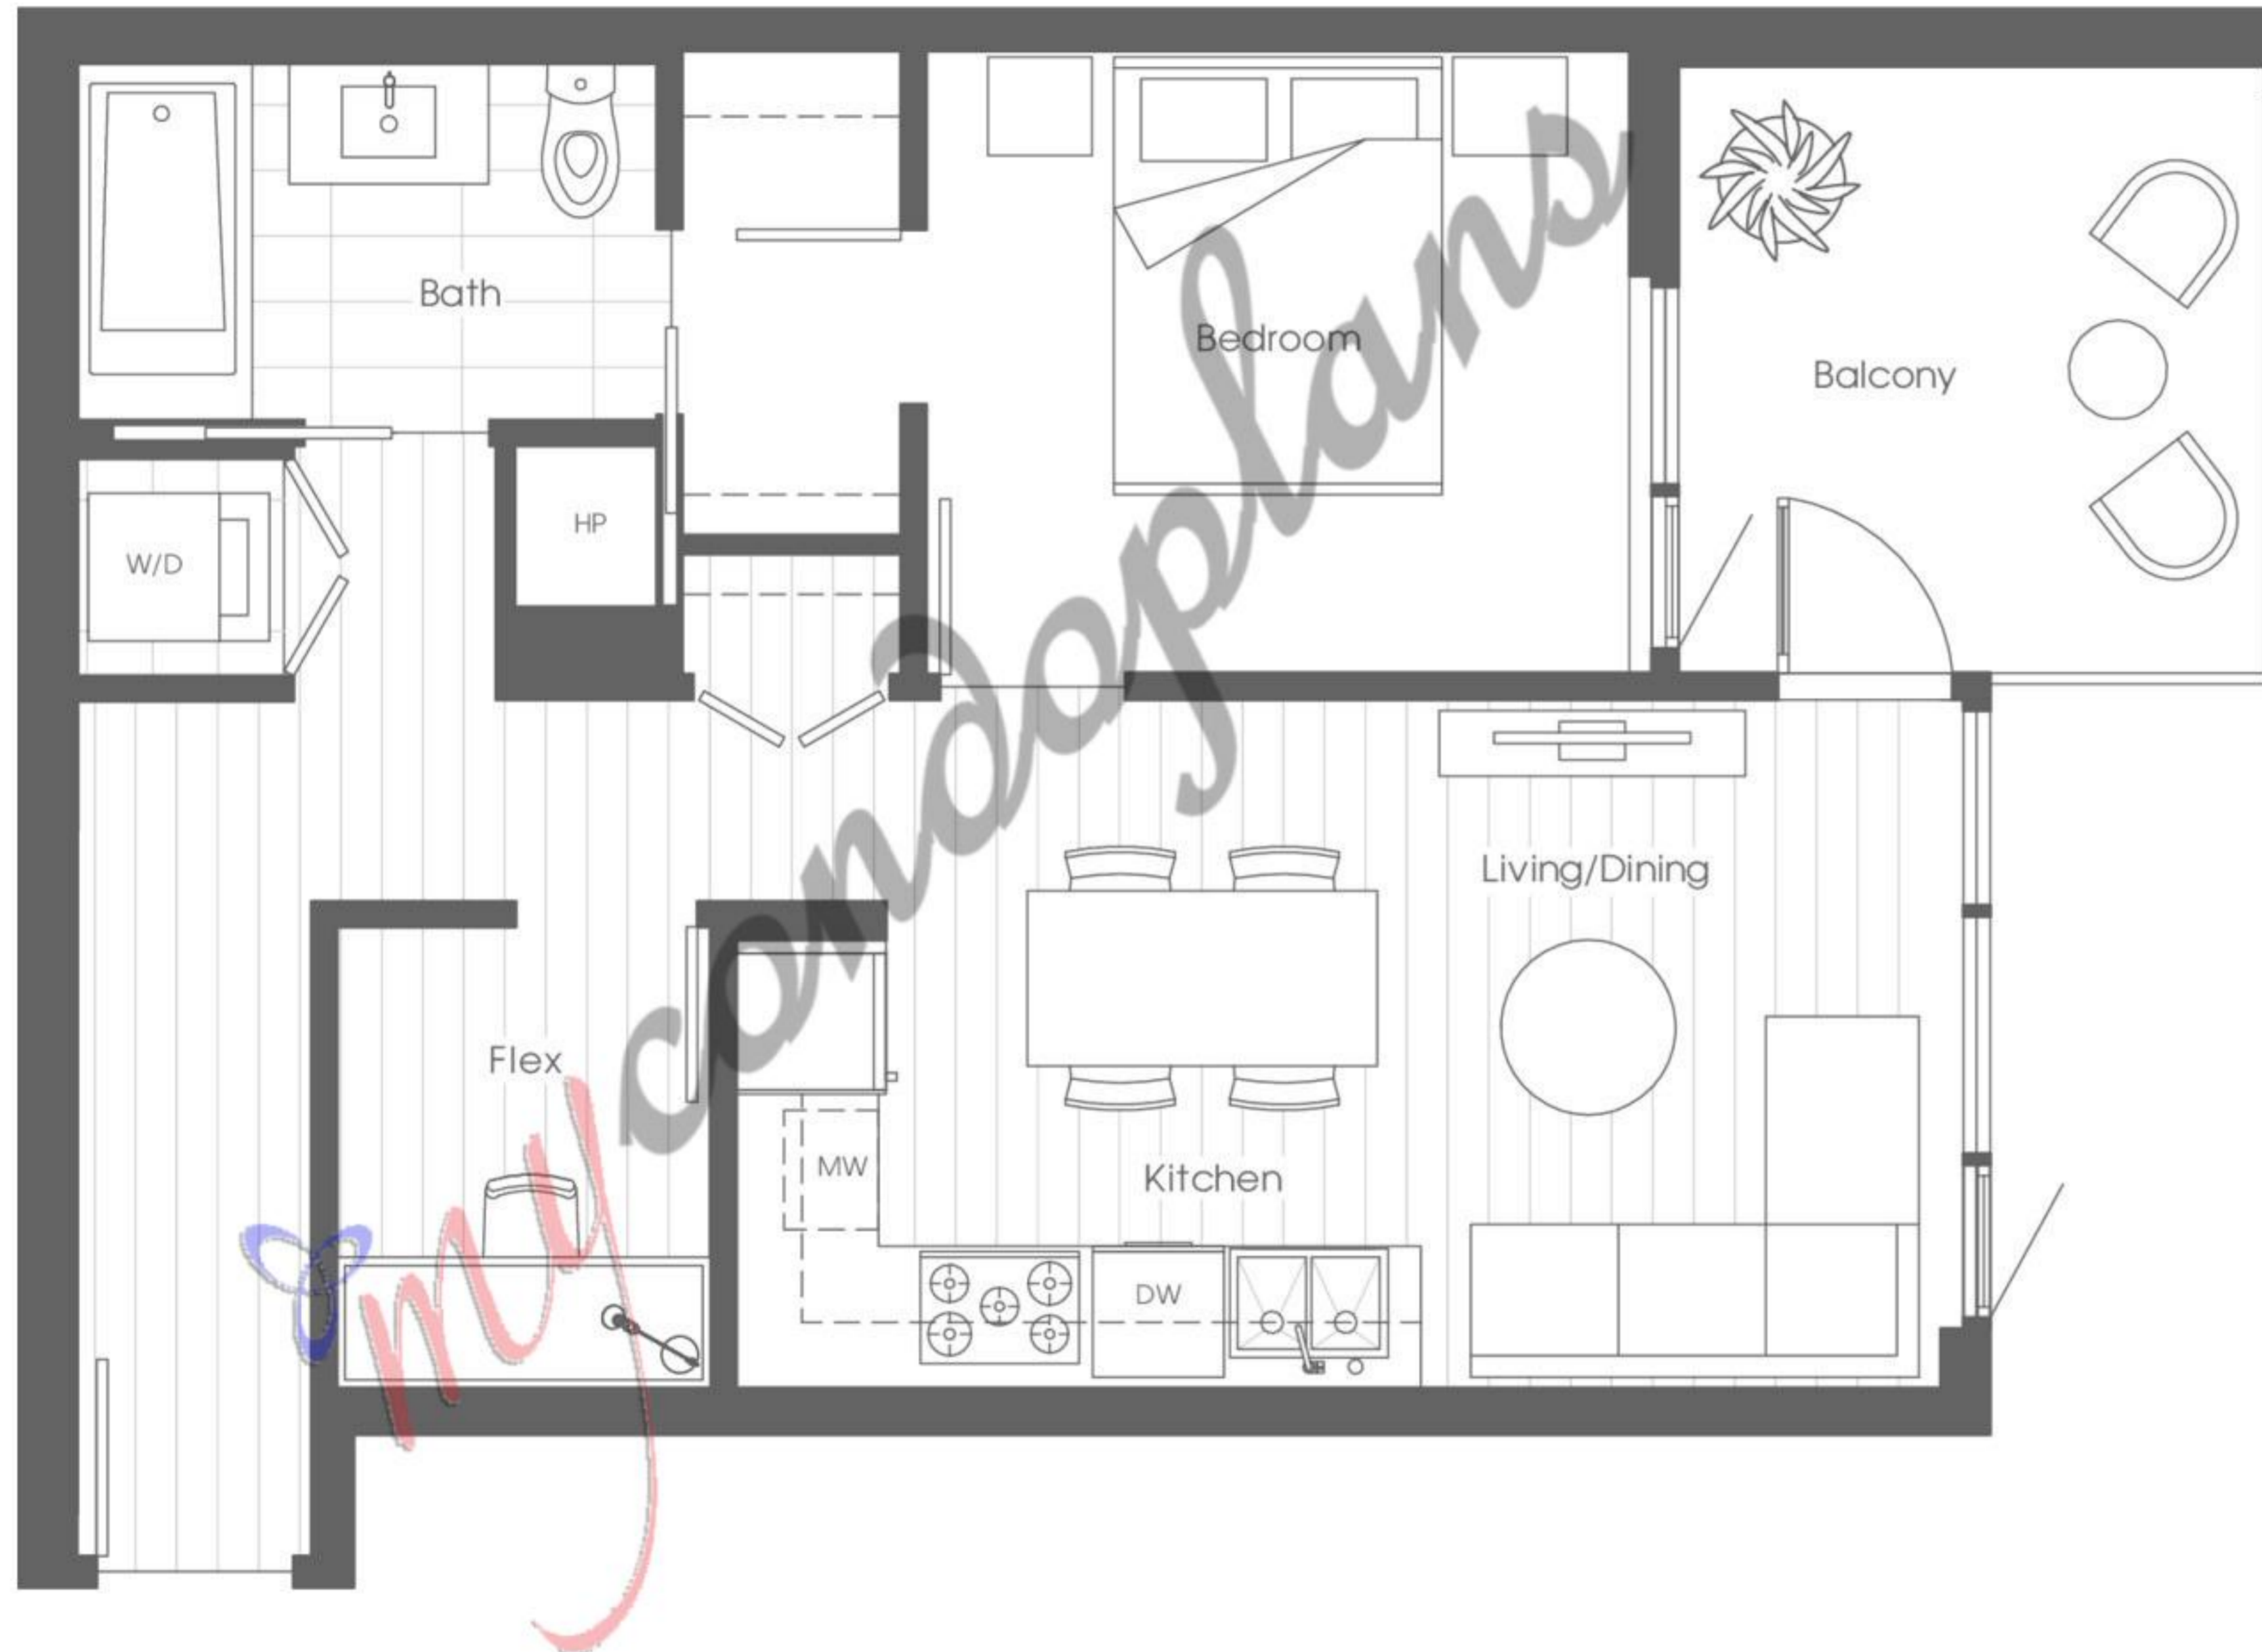 Bath
Bedroom
Balcony
HP
W/D
Living/Dining
Flex
MW
Kitchen
DW
mycondoplans